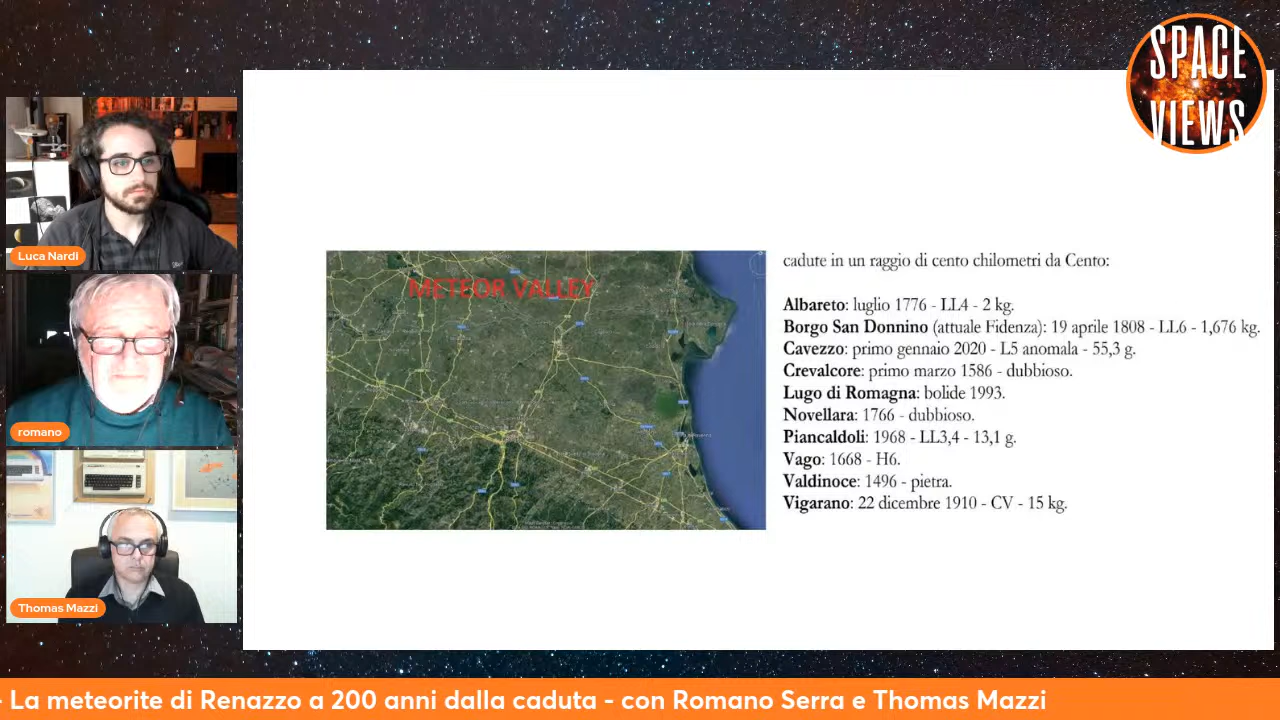 SPACE
VIEWS
Luca Nardi
romano
Thomas Mazzi
METEOR VALLEY
cadute in un raggio di cento chilometri da Cento:
Albareto: luglio 1776 - LL4 - 2 kg.
Borgo San Donnino (attuale Fidenza): 19 aprile 1808 - LL6 - 1,676 kg.
Cavezzo: primo gennaio 2020 - L5 anomala - 55,3 g.
Crevalcore: primo marzo 1586 - dubbioso.
Lugo di Romagna: bolide 1993.
Novellara: 1766 - dubbioso.
Piancaldoli: 1968 - LL3,4 - 13,1 g.
Vago: 1668 - H6.
Valdinoce: 1496 - pietra.
Vigarano: 22 dicembre 1910 - CV - 15 kg.
- La meteorite di Renazzo a 200 anni dalla caduta - con Romano Serra e Thomas Mazzi